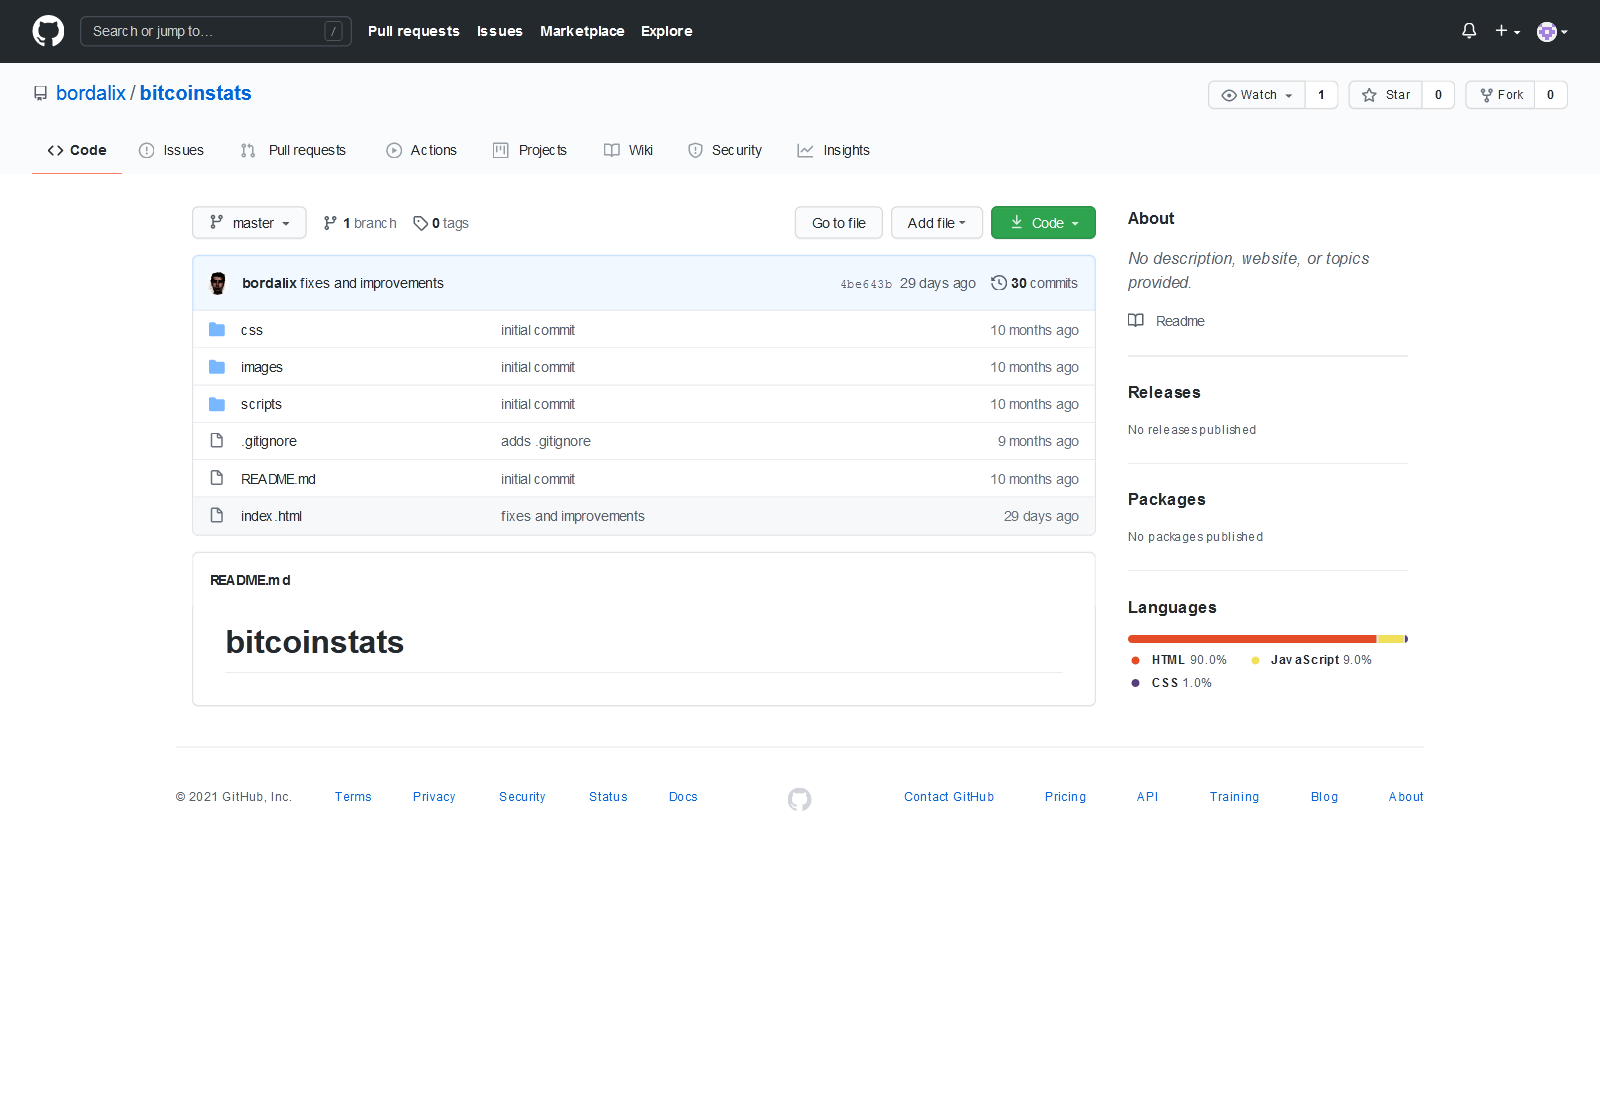 Search or jump to... /
Pull requests Issues Marketplace Explore
bordalix / bitcoinstats
Watch 1 Star 0 Fork 0
Code Issues Pull requests Actions Projects Wiki Security Insights
master 1 branch 0 tags Go to file Add file Code
bordalix fixes and improvements 4be643b 29 days ago 30 commits
css initial commit 10 months ago
images initial commit 10 months ago
scripts initial commit 10 months ago
.gitignore adds .gitignore 9 months ago
README.md initial commit 10 months ago
index.html fixes and improvements 29 days ago
README.md
bitcoinstats
About
No description, website, or topics
provided.
Readme
Releases
No releases published
Packages
No packages published
Languages
HTML 90.0% JavaScript 9.0%
CSS 1.0%
© 2021 GitHub, Inc. Terms Privacy Security Status Docs Contact GitHub Pricing API Training Blog About